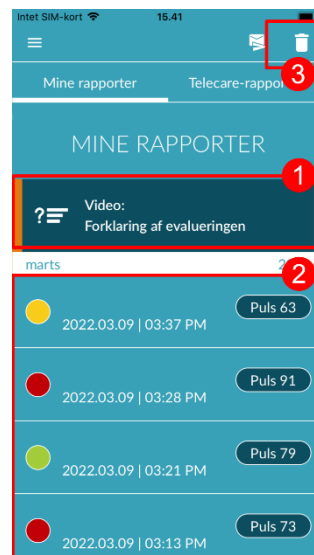 Intet SIM-kort 15.41
Mine rapporter Telecare-rappor
3
MINE RAPPORTER
1
Video:
?
Forklaring af evalueringen
marts
2
Puls 63
2022.03.09 | 03:37 PM
Puls 91
2022.03.09 | 03:28 PM
Puls 79
2022.03.09 | 03:21 PM
Puls 73
2022.03.09 | 03:13 PM